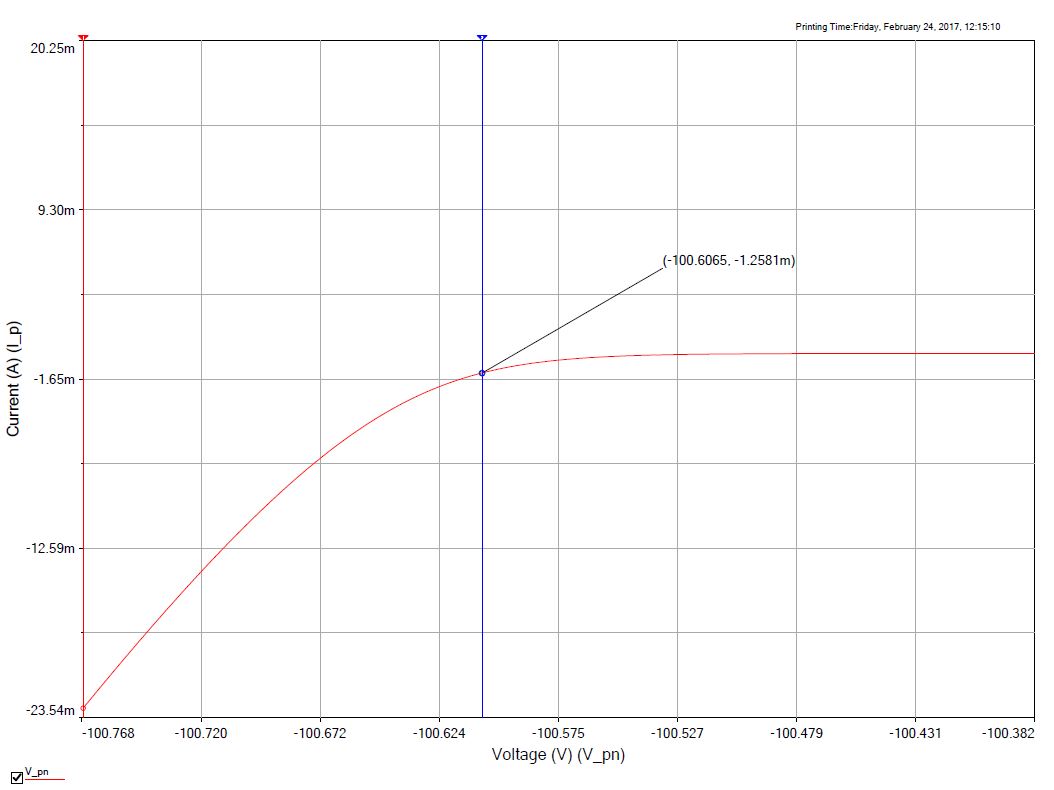 Printing Time:Friday, February 24, 2017, 12:15:10
20.25m
9.30m
(-100.6065, -1.2581m)
Current (A) (I_p)
-1.65m
-12.59m
-23.54m
-100.768 -100.720 -100.672 -100.624 -100.575 -100.527 -100.479 -100.431 -100.382
Voltage (V) (V_pn)
V_pn